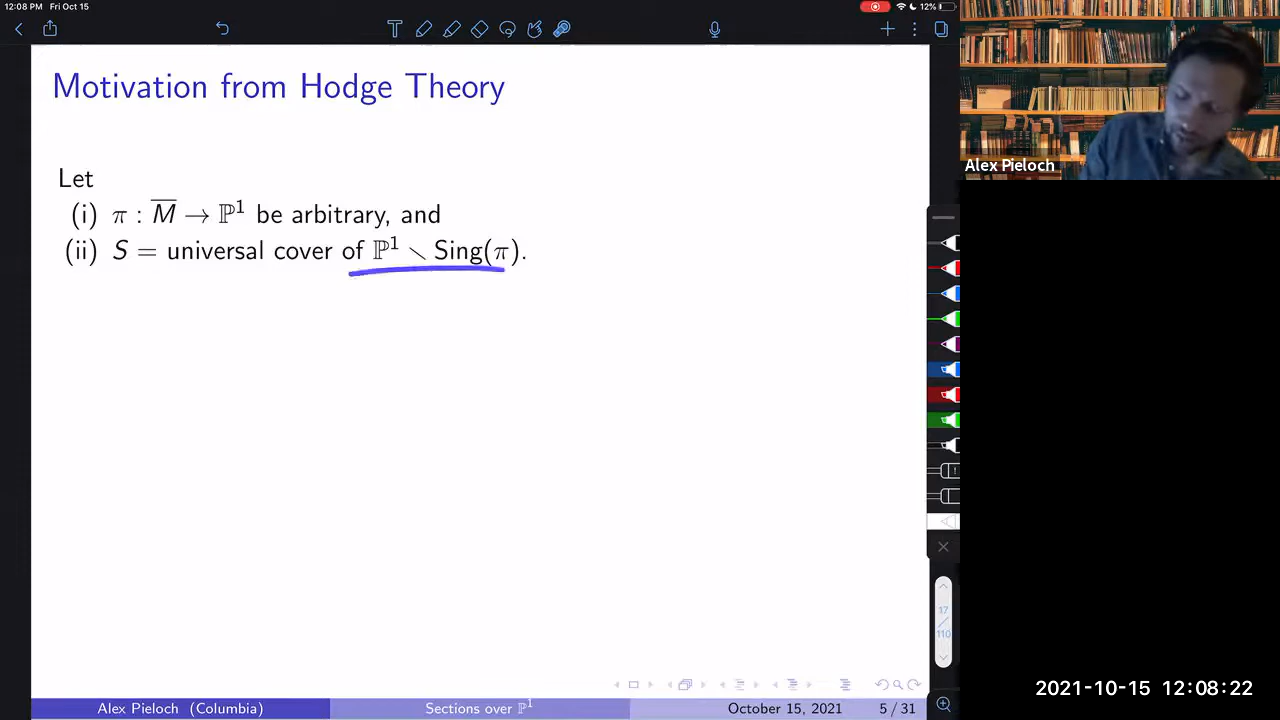 12:08 PM Fri Oct 15
12%
Motivation from Hodge Theory
Let
(i) π : M̅ → ℙ¹ be arbitrary, and
(ii) S = universal cover of ℙ¹ ∖ Sing(π).
Alex Pieloch
17
110
Alex Pieloch (Columbia)
Sections over ℙ¹
October 15, 2021
5 / 31
2021-10-15 12:08:22